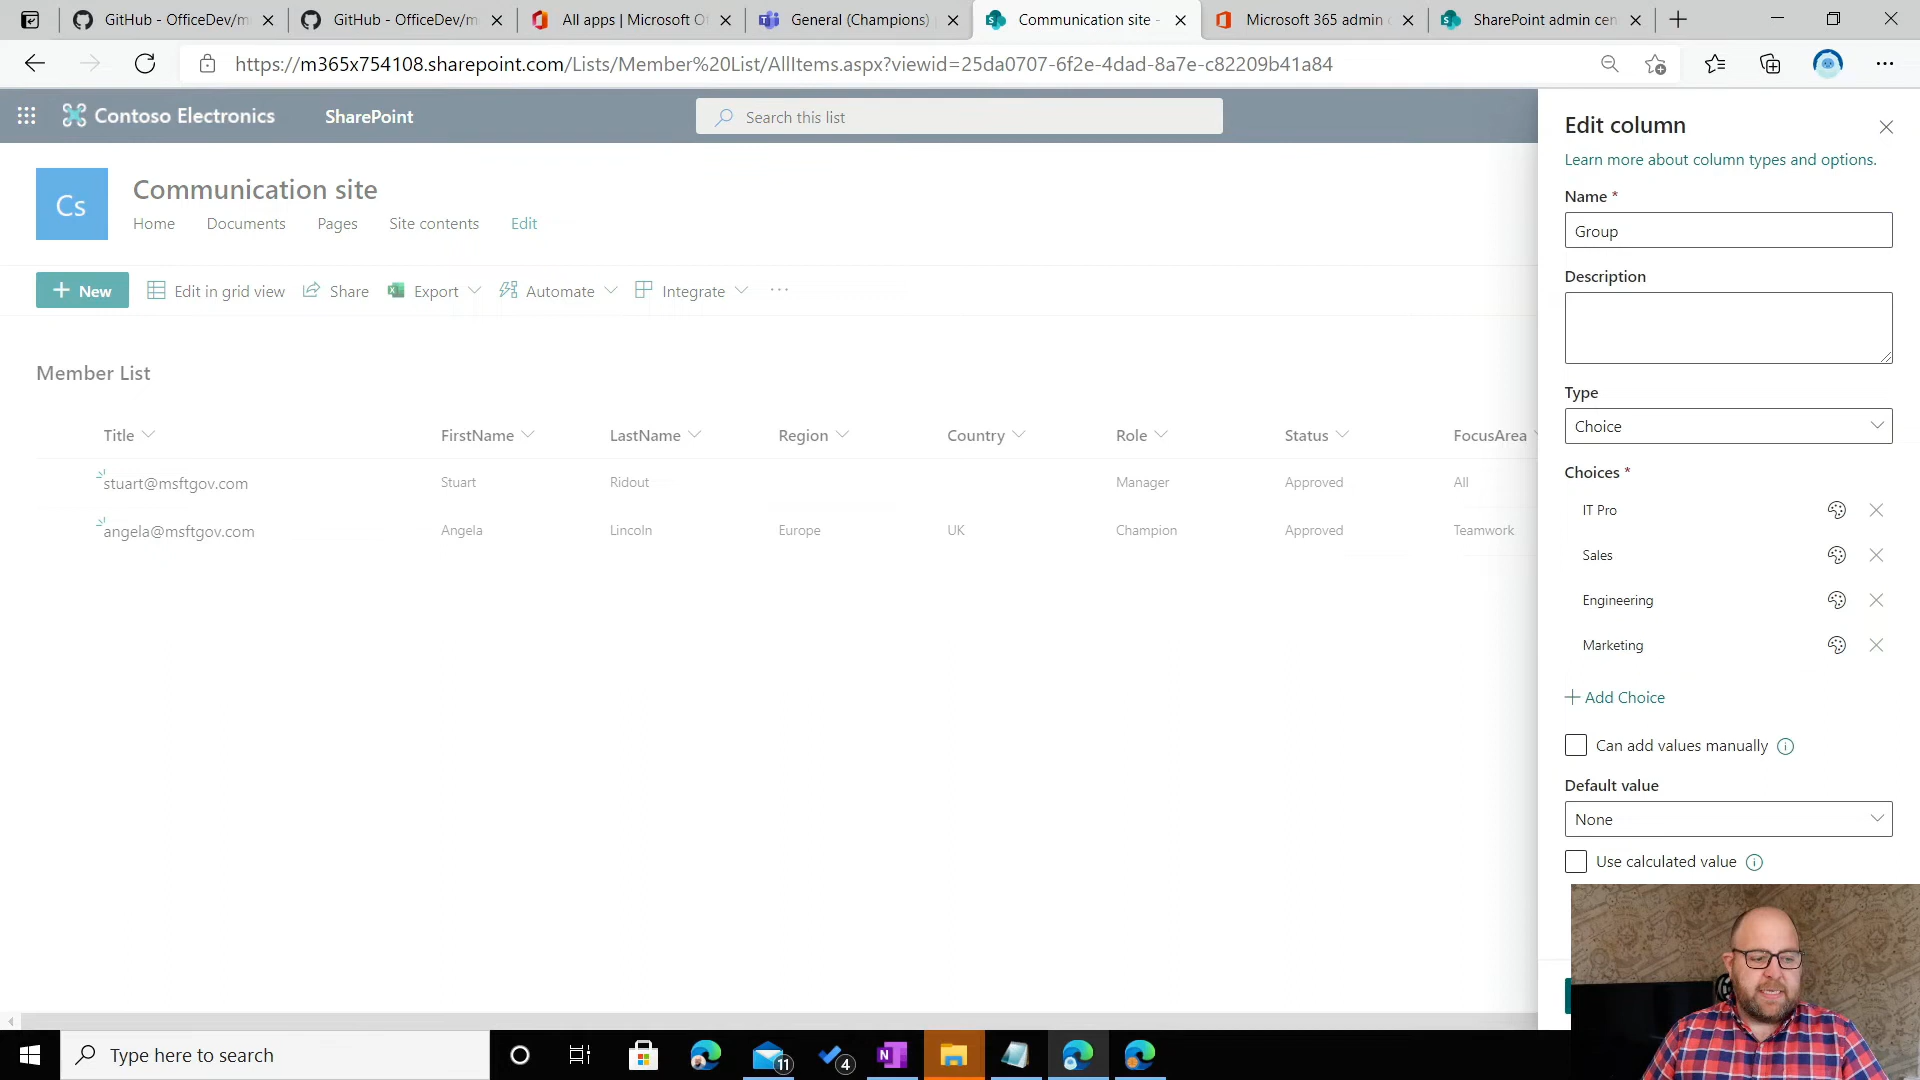 GitHub - OfficeDev/m
GitHub - OfficeDev/m
All apps | Microsoft O
General (Champions)
Communication site -
Microsoft 365 admin
SharePoint admin cen
https://m365x754108.sharepoint.com/Lists/Member%20List/AllItems.aspx?viewid=25da0707-6f2e-4dad-8a7e-c82209b41a84
Contoso Electronics
SharePoint
Search this list
Cs
Communication site
Home
Documents
Pages
Site contents
Edit
New
Edit in grid view
Share
Export
Automate
Integrate
Member List
Title
FirstName
LastName
Region
Country
Role
Status
FocusArea
stuart@msftgov.com
Stuart
Ridout
Manager
Approved
All
angela@msftgov.com
Angela
Lincoln
Europe
UK
Champion
Approved
Teamwork
Edit column
Learn more about column types and options.
Name *
Group
Description
Type
Choice
Choices *
IT Pro
Sales
Engineering
Marketing
Add Choice
Can add values manually
Default value
None
Use calculated value
Type here to search
11
4